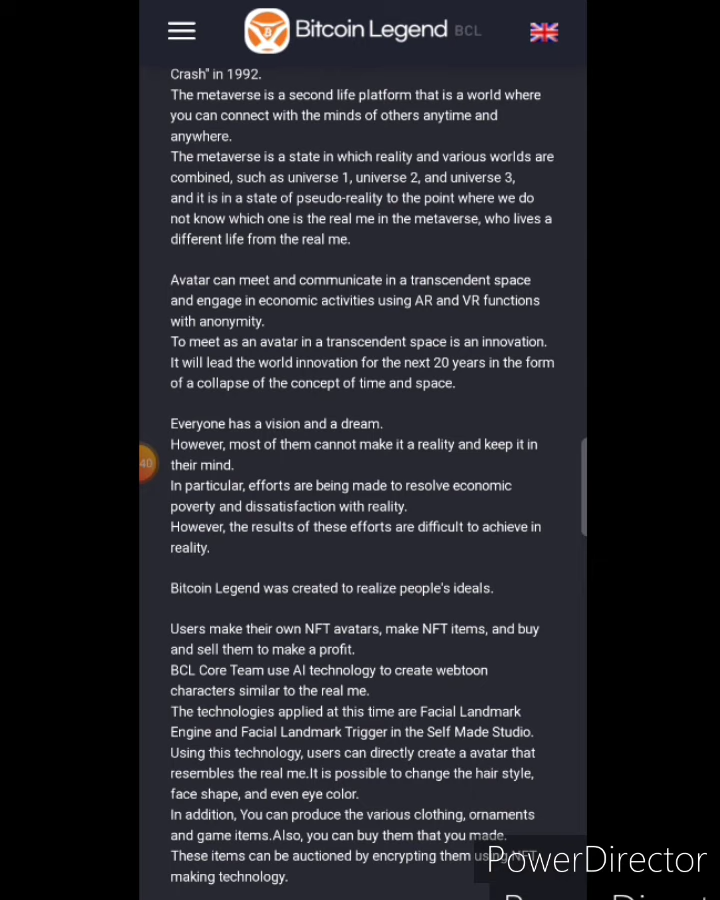 Bitcoin Legend BCL
Crash" in 1992.
The metaverse is a second life platform that is a world where
you can connect with the minds of others anytime and
anywhere.
The metaverse is a state in which reality and various worlds are
combined, such as universe 1, universe 2, and universe 3,
and it is in a state of pseudo-reality to the point where we do
not know which one is the real me in the metaverse, who lives a
different life from the real me.
Avatar can meet and communicate in a transcendent space
and engage in economic activities using AR and VR functions
with anonymity.
To meet as an avatar in a transcendent space is an innovation.
It will lead the world innovation for the next 20 years in the form
of a collapse of the concept of time and space.
Everyone has a vision and a dream.
However, most of them cannot make it a reality and keep it in
40
their mind.
In particular, efforts are being made to resolve economic
poverty and dissatisfaction with reality.
However, the results of these efforts are difficult to achieve in
reality.
Bitcoin Legend was created to realize people's ideals.
Users make their own NFT avatars, make NFT items, and buy
and sell them to make a profit.
BCL Core Team use AI technology to create webtoon
characters similar to the real me.
The technologies applied at this time are Facial Landmark
Engine and Facial Landmark Trigger in the Self Made Studio.
Using this technology, users can directly create a avatar that
resembles the real me.It is possible to change the hair style,
face shape, and even eye color.
In addition, You can produce the various clothing, ornaments
and game items.Also, you can buy them that you made.
These items can be auctioned by encrypting them using NFT
making technology.
PowerDirector